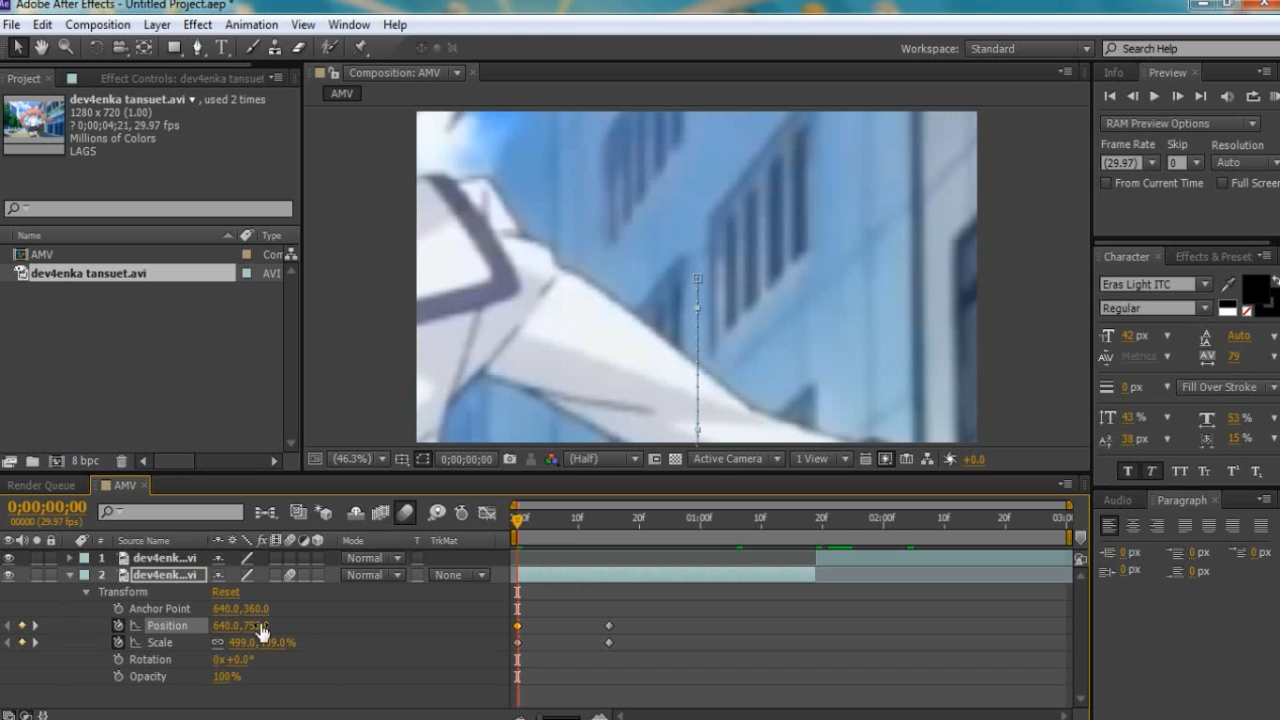 Adobe After Effects - Untitled Project.aep *
File Edit Composition Layer Effect Animation View Window Help
Workspace: Standard Search Help
Project Effect Controls: dev4enka tansuet
dev4enka tansuet.avi ▾ , used 2 times
1280 x 720 (1.00)
? 0;00;04;21, 29.97 fps
Millions of Colors
LAGS
Name Type
AMV Con
dev4enka tansuet.avi AVI
8 bpc
Composition: AMV
AMV
(46.3%) 0;00;00;00 (Half) Active Camera 1 View +0.0
Info Preview
RAM Preview Options
Frame Rate Skip Resolution
(29.97) 0 Auto
From Current Time Full Screen
Character Effects & Preset
Eras Light ITC
Regular
42 px Auto
Metrics 79
0 px Fill Over Stroke
43 % 53 %
38 px 15 %
T T TT Tr T¹ T₁
Audio Paragraph
0 px 0 px 0 px
0 px 0 px
Render Queue AMV
0;00;00;00
00000 (29.97 fps)
00f 10f 20f 01:00f 10f 20f 02:00f 10f 20f 03:0
# Source Name Mode T TrkMat
1 dev4enk...vi Normal
2 dev4enk...vi Normal None
Transform Reset
Anchor Point 640.0,360.0
Position 640.0,75
Scale 499.0, 9.0%
Rotation 0x+0.0°
Opacity 100%